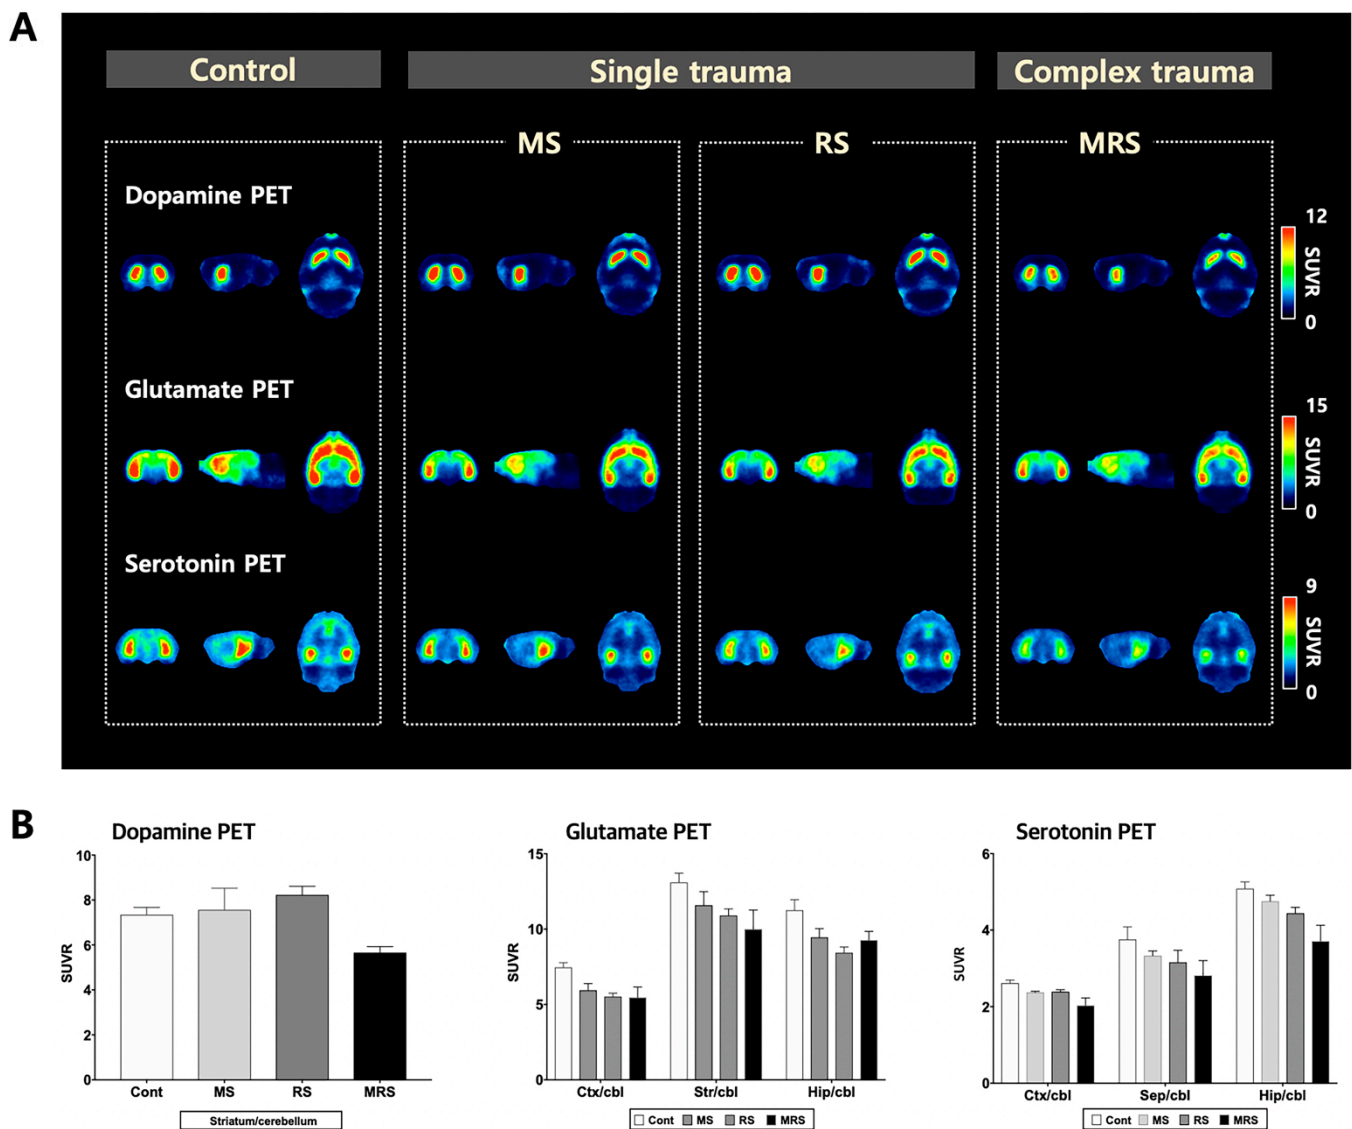 A
Control
Single trauma
Complex trauma
MS
RS
MRS
Dopamine PET
12
SUVR
0
Glutamate PET
15
SUVR
0
Serotonin PET
9
SUVR
0
B
Dopamine PET
10
8
6
4
2
0
SUVR
Cont MS RS MRS
Striatum/cerebellum
Glutamate PET
15
10
5
0
SUVR
Ctx/cbl Str/cbl Hip/cbl
Cont MS RS MRS
Serotonin PET
6
4
2
0
SUVR
Ctx/cbl Sep/cbl Hip/cbl
Cont MS RS MRS